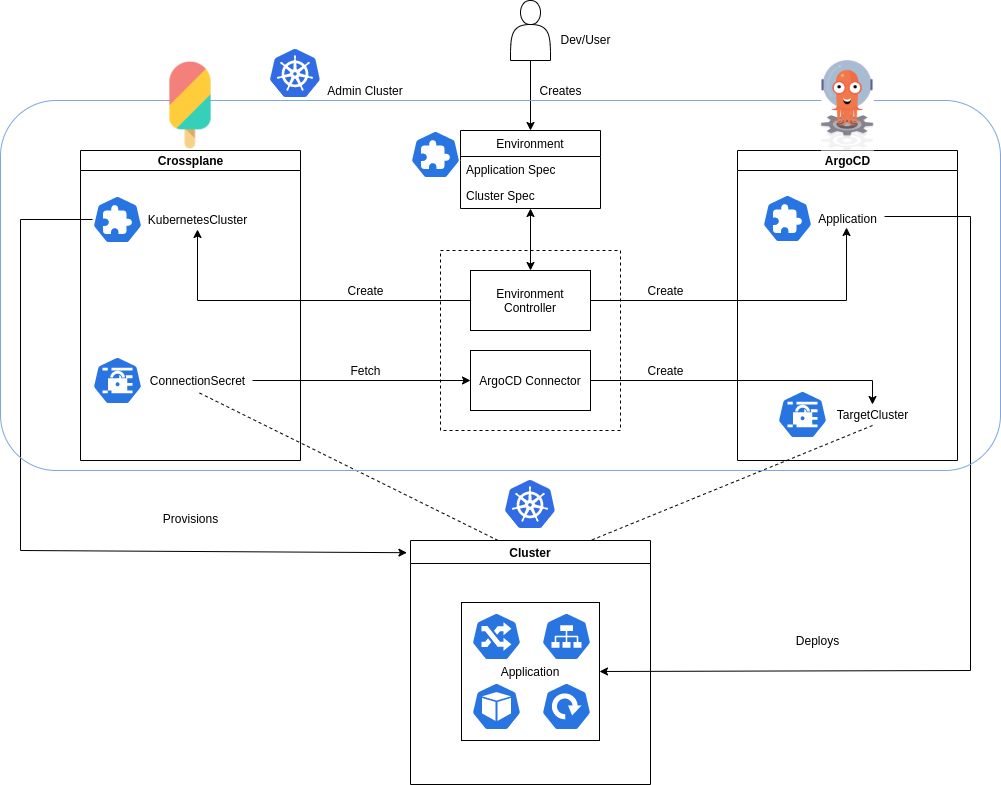 Dev/User
Admin Cluster
Creates
Crossplane
Environment
Application Spec
Cluster Spec
ArgoCD
KubernetesCluster
Application
Create
Environment
Controller
Create
ConnectionSecret
Fetch
ArgoCD Connector
Create
TargetCluster
Provisions
Cluster
Deploys
Application